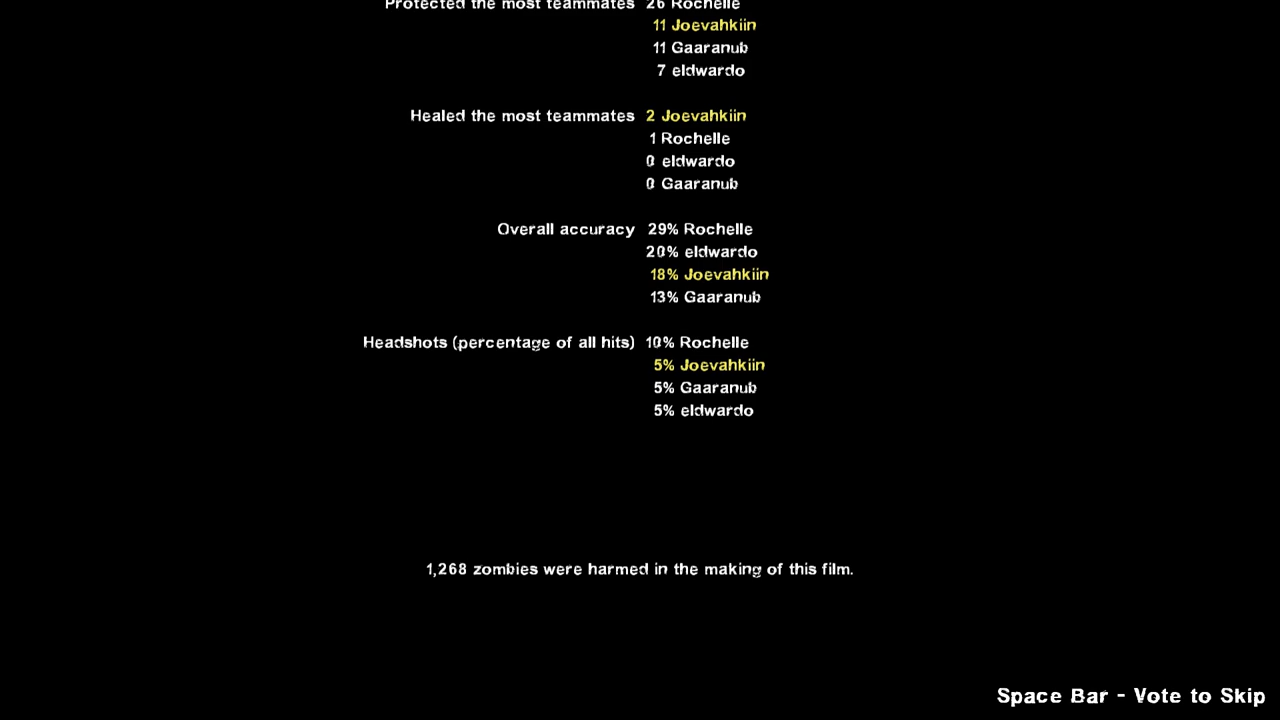 Protected the most teammates 26 Rochelle
11 Joevahkiin
11 Gaaranub
7 eldwardo
Healed the most teammates 2 Joevahkiin
1 Rochelle
0 eldwardo
0 Gaaranub
Overall accuracy 29% Rochelle
20% eldwardo
18% Joevahkiin
13% Gaaranub
Headshots (percentage of all hits) 10% Rochelle
5% Joevahkiin
5% Gaaranub
5% eldwardo
1,268 zombies were harmed in the making of this film.
Space Bar - Vote to Skip